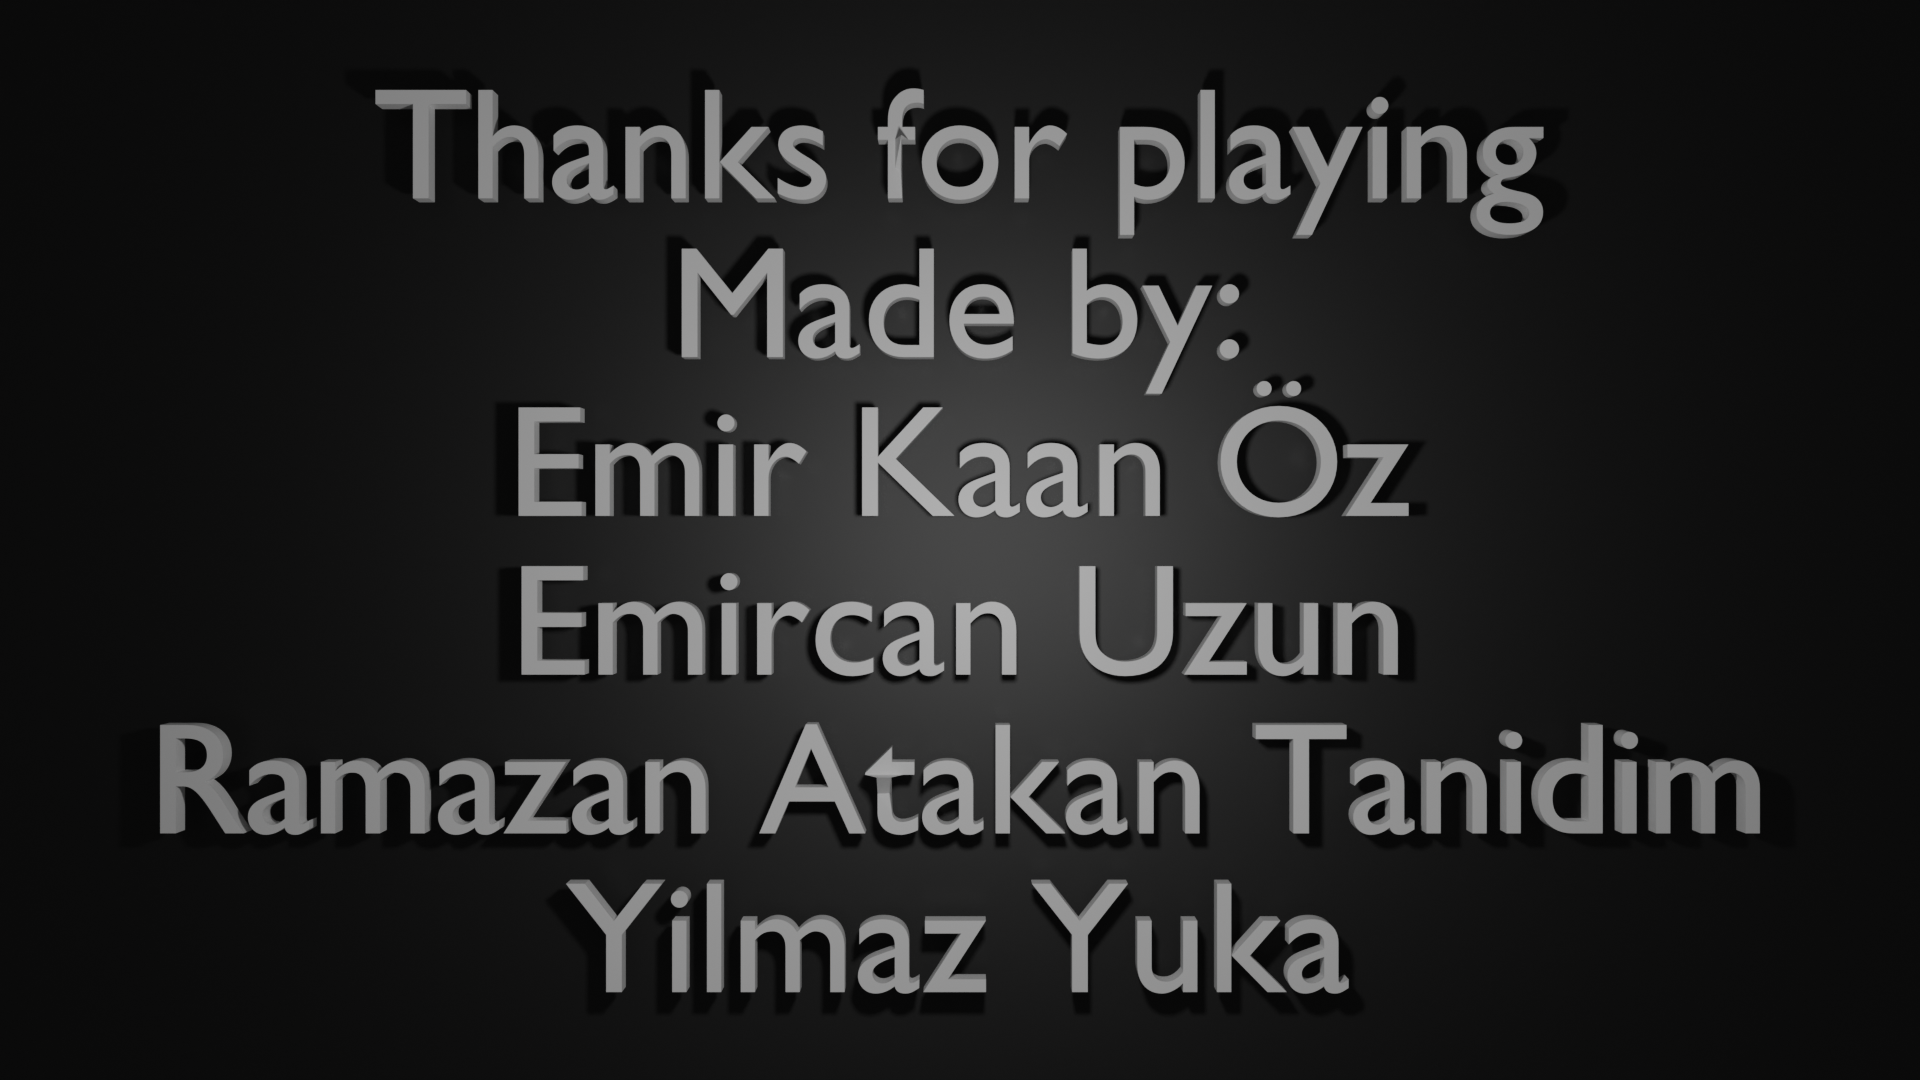 Thanks for playing
Made by:
Emir Kaan Öz
Emircan Uzun
Ramazan Atakan Tanidim
Yilmaz Yuka